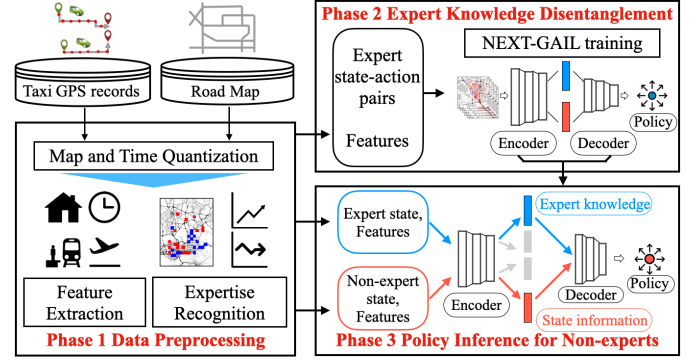 Taxi GPS records
Road Map
Map and Time Quantization
Feature
Extraction
Expertise
Recognition
Phase 1 Data Preprocessing
Phase 2 Expert Knowledge Disentanglement
Expert
state-action
pairs
Features
NEXT-GAIL training
Encoder
Decoder
Policy
Expert state,
Features
Non-expert
state,
Features
Encoder
Expert knowledge
Decoder
Policy
State information
Phase 3 Policy Inference for Non-experts